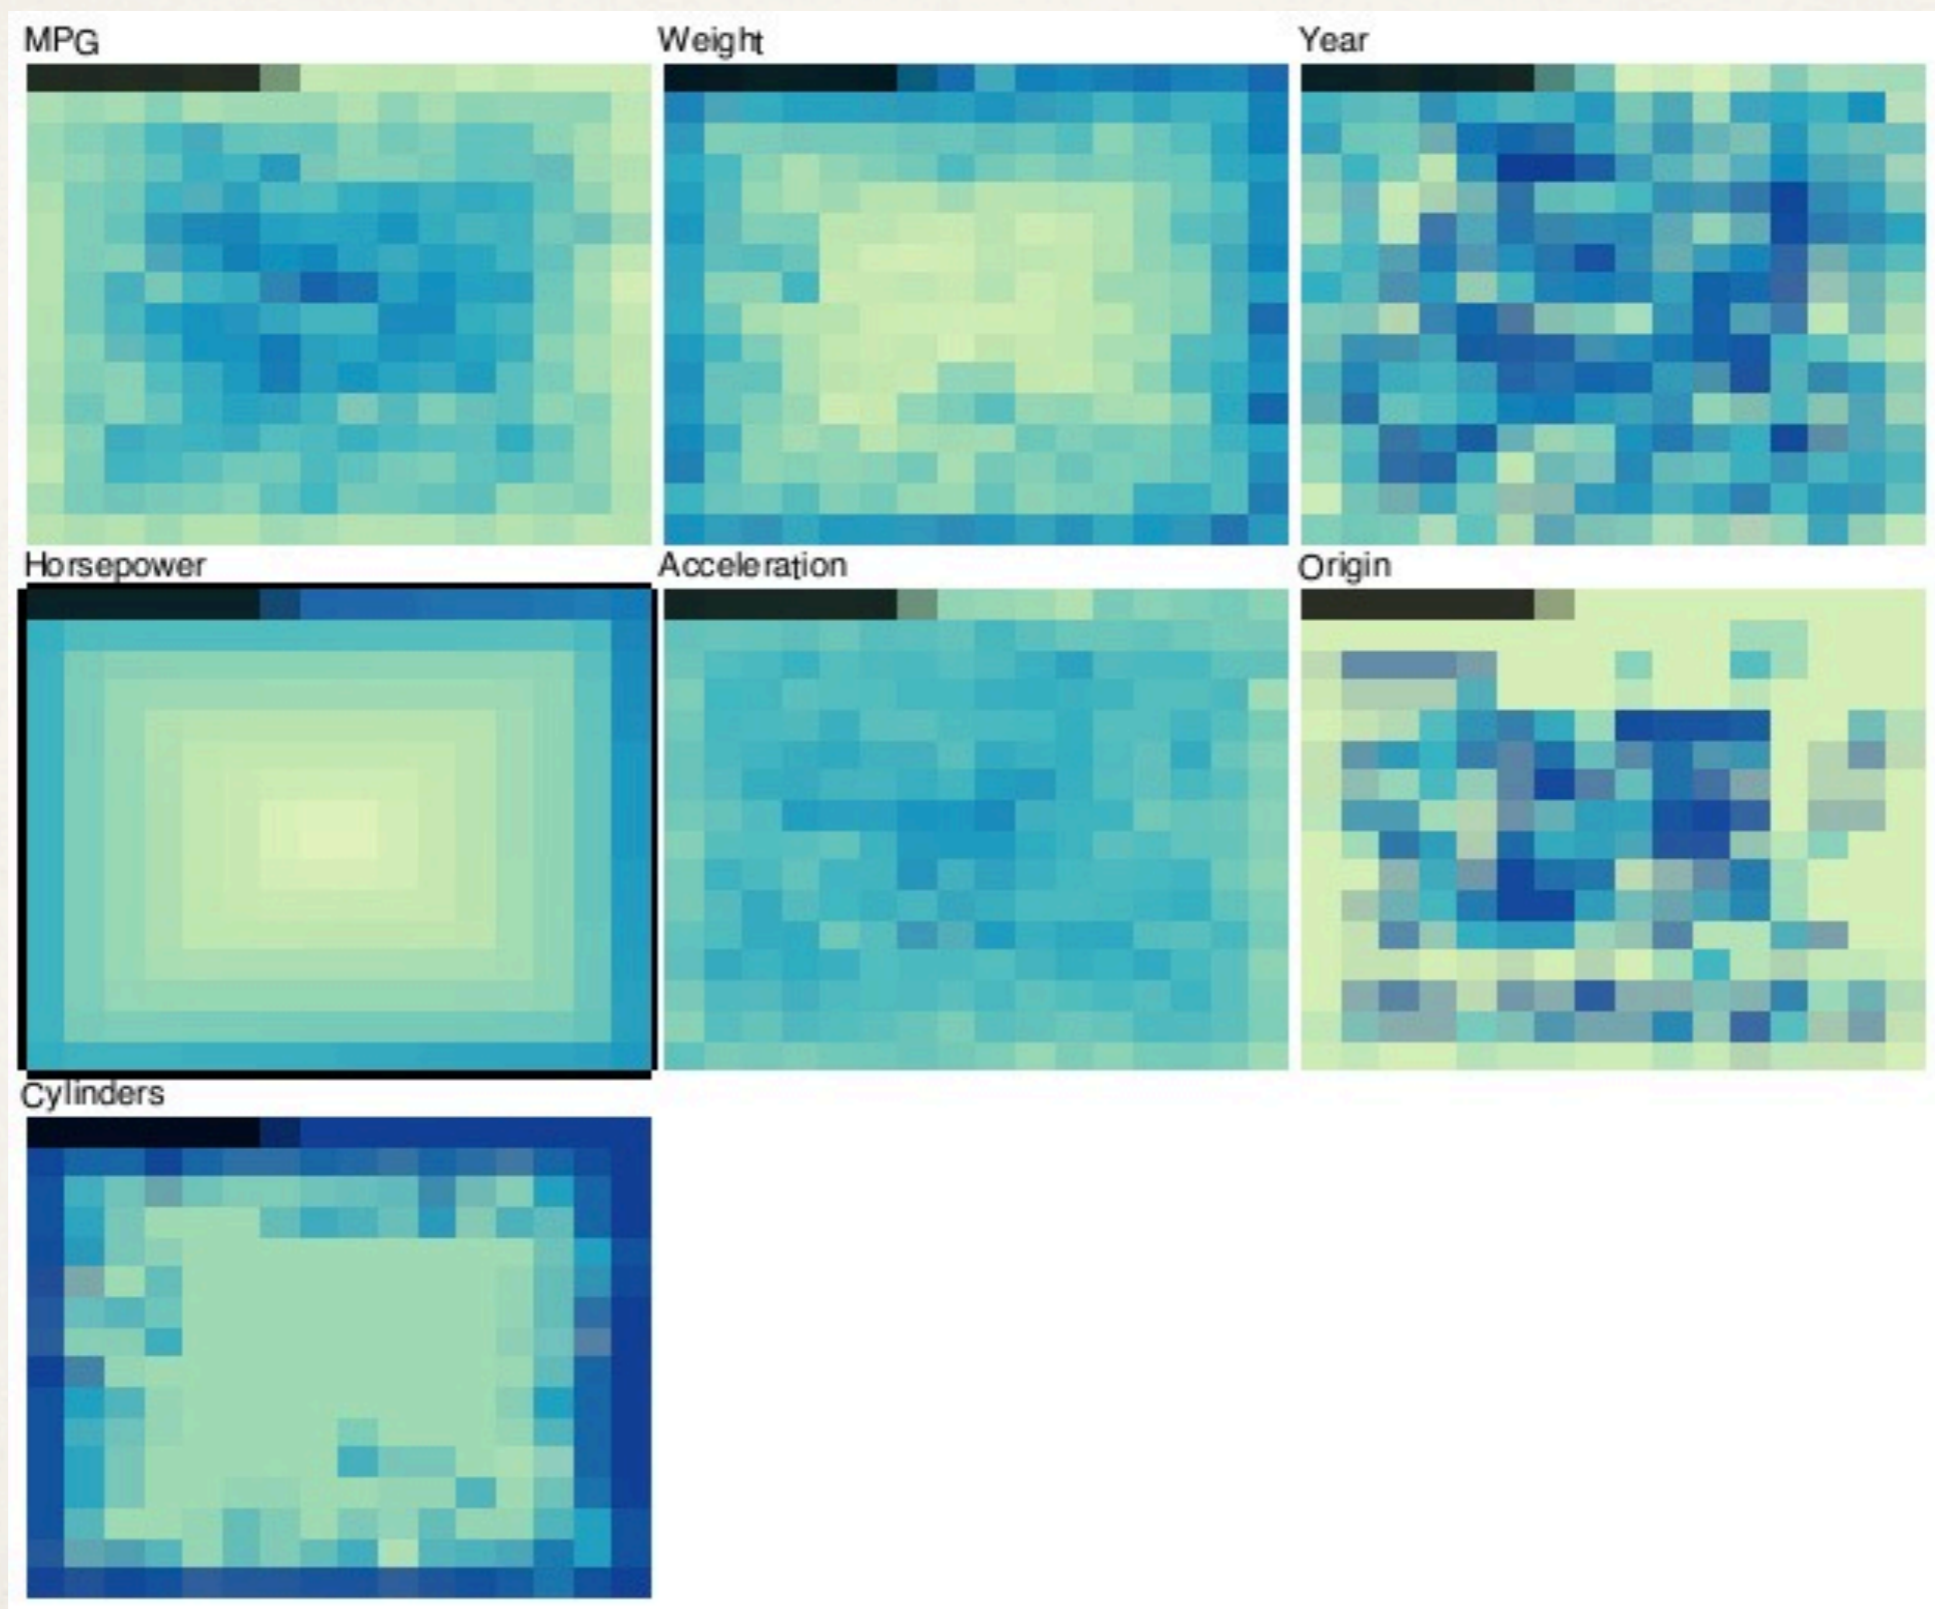 MPG
Weight
Year
Horsepower
Acceleration
Origin
Cylinders